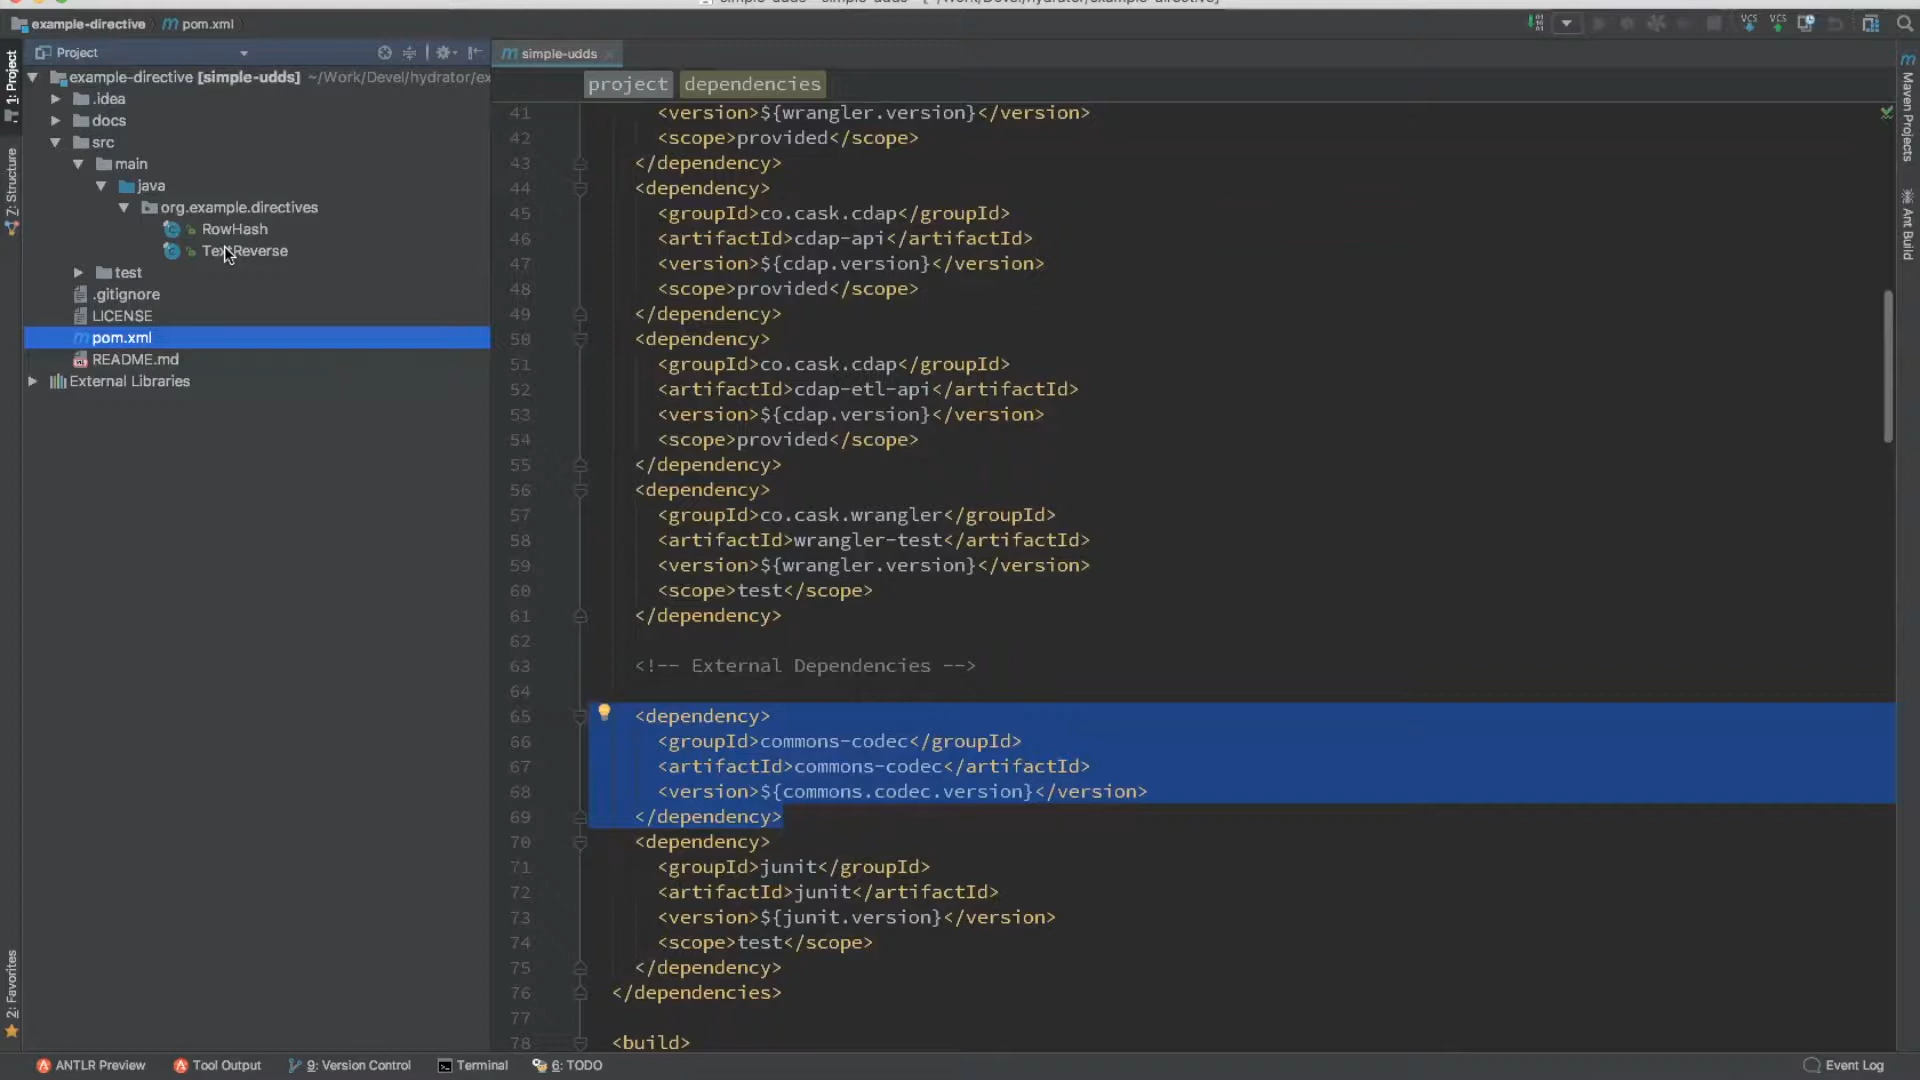 example-directive
pom.xml
Project
example-directive [simple-udds] ~/Work/Devel/hydrator/ex
.idea
docs
src
main
java
org.example.directives
RowHash
TextReverse
test
.gitignore
LICENSE
pom.xml
README.md
External Libraries
1: Project
7: Structure
2: Favorites
simple-udds
project
dependencies
41 <version>${wrangler.version}</version>
42 <scope>provided</scope>
43 </dependency>
44 <dependency>
45 <groupId>co.cask.cdap</groupId>
46 <artifactId>cdap-api</artifactId>
47 <version>${cdap.version}</version>
48 <scope>provided</scope>
49 </dependency>
50 <dependency>
51 <groupId>co.cask.cdap</groupId>
52 <artifactId>cdap-etl-api</artifactId>
53 <version>${cdap.version}</version>
54 <scope>provided</scope>
55 </dependency>
56 <dependency>
57 <groupId>co.cask.wrangler</groupId>
58 <artifactId>wrangler-test</artifactId>
59 <version>${wrangler.version}</version>
60 <scope>test</scope>
61 </dependency>
62
63 <!-- External Dependencies -->
64
65 <dependency>
66 <groupId>commons-codec</groupId>
67 <artifactId>commons-codec</artifactId>
68 <version>${commons.codec.version}</version>
69 </dependency>
70 <dependency>
71 <groupId>junit</groupId>
72 <artifactId>junit</artifactId>
73 <version>${junit.version}</version>
74 <scope>test</scope>
75 </dependency>
76 </dependencies>
77
78 <build>
VCS
VCS
Maven Projects
Ant Build
ANTLR Preview
Tool Output
9: Version Control
Terminal
6: TODO
Event Log